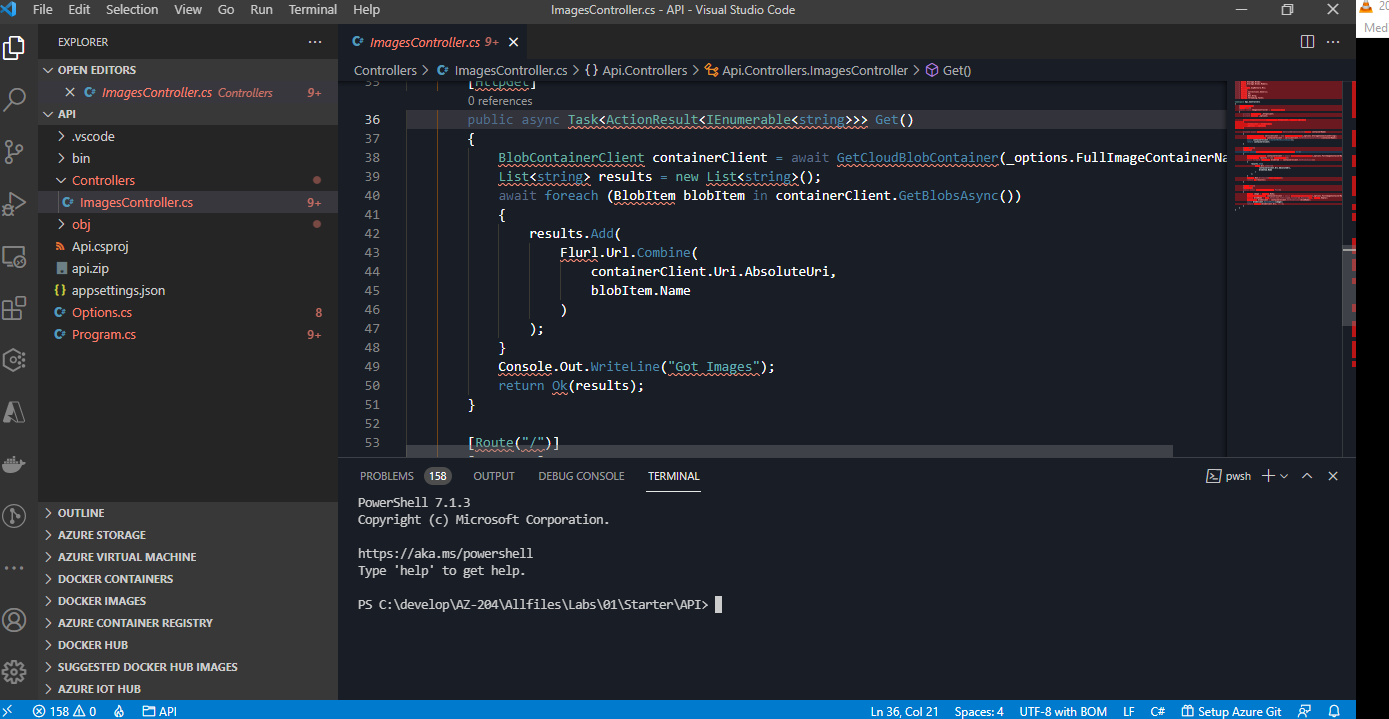 File Edit Selection View Go Run Terminal Help
ImagesController.cs - API - Visual Studio Code
Med
EXPLORER
OPEN EDITORS
ImagesController.cs Controllers 9+
API
.vscode
bin
Controllers
ImagesController.cs 9+
obj
Api.csproj
api.zip
appsettings.json
Options.cs 8
Program.cs 9+
OUTLINE
AZURE STORAGE
AZURE VIRTUAL MACHINE
DOCKER CONTAINERS
DOCKER IMAGES
AZURE CONTAINER REGISTRY
DOCKER HUB
SUGGESTED DOCKER HUB IMAGES
AZURE IOT HUB
ImagesController.cs 9+
Controllers > ImagesController.cs > {} Api.Controllers > Api.Controllers.ImagesController > Get()
35 [HttpGet]
0 references
36 public async Task<ActionResult<IEnumerable<string>>> Get()
37 {
38 BlobContainerClient containerClient = await GetCloudBlobContainer(_options.FullImageContainerNa
39 List<string> results = new List<string>();
40 await foreach (BlobItem blobItem in containerClient.GetBlobsAsync())
41 {
42 results.Add(
43 Flurl.Url.Combine(
44 containerClient.Uri.AbsoluteUri,
45 blobItem.Name
46 )
47 );
48 }
49 Console.Out.WriteLine("Got Images");
50 return Ok(results);
51 }
52
53 [Route("/")]
PROBLEMS 158 OUTPUT DEBUG CONSOLE TERMINAL
pwsh
PowerShell 7.1.3
Copyright (c) Microsoft Corporation.
https://aka.ms/powershell
Type 'help' to get help.
PS C:\develop\AZ-204\Allfiles\Labs\01\Starter\API>
158 0 API
Ln 36, Col 21 Spaces: 4 UTF-8 with BOM LF C# Setup Azure Git